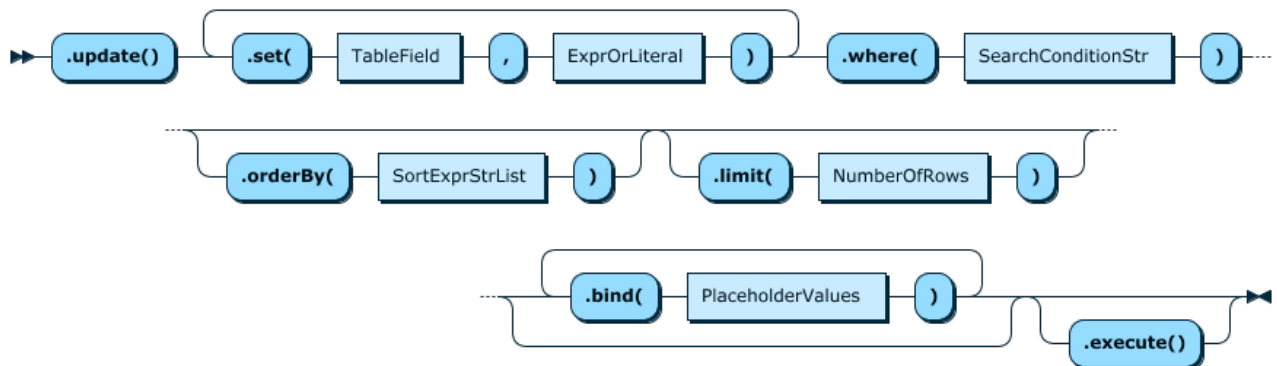 .update() .set( TableField , ExprOrLiteral ) .where( SearchConditionStr )
.orderBy( SortExprStrList ) .limit( NumberOfRows )
.bind( PlaceholderValues )
.execute()